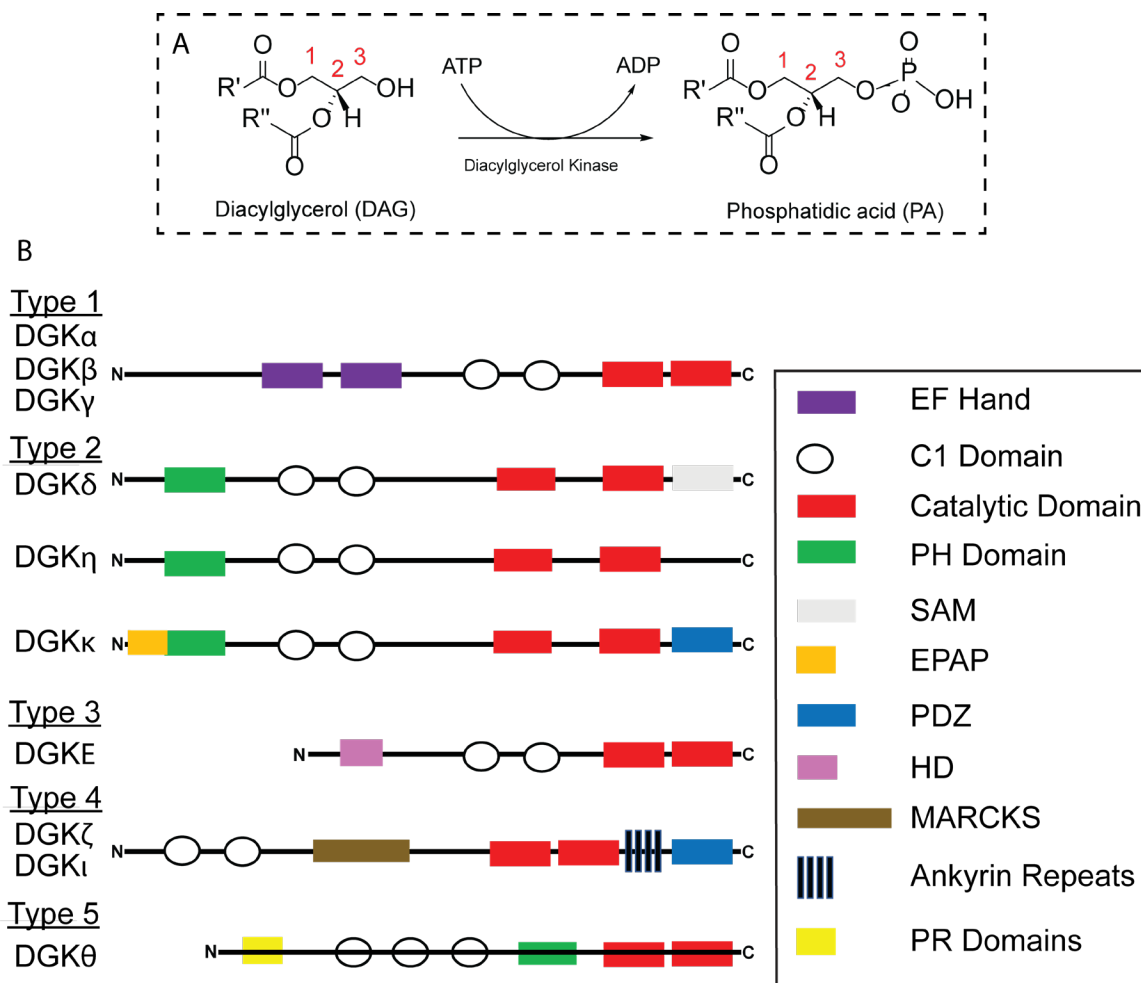 A
O
1
3
2
R'
O
OH
R"
O
H
O
Diacylglycerol (DAG)
ATP
ADP
Diacylglycerol Kinase
O
O
1
3
2
P
R'
O
O
OH
O
R"
O
H
O
Phosphatidic acid (PA)
B
Type 1
DGKα
DGKβ
DGKγ
N
C
Type 2
DGKδ
N
C
DGKη
N
C
DGKκ
N
C
Type 3
DGKE
N
C
Type 4
DGKζ
DGKι
N
C
Type 5
DGKθ
N
C
EF Hand
C1 Domain
Catalytic Domain
PH Domain
SAM
EPAP
PDZ
HD
MARCKS
Ankyrin Repeats
PR Domains